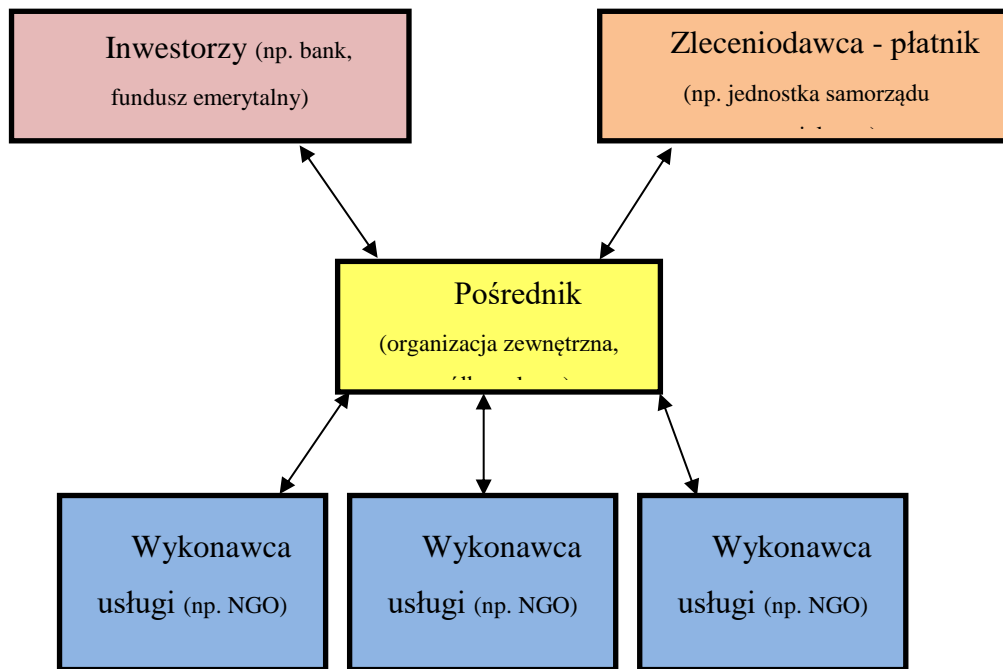 Inwestorzy (np. bank,
fundusz emerytalny)
Zleceniodawca - płatnik
(np. jednostka samorządu
Pośrednik
(organizacja zewnętrzna,
Wykonawca
usługi (np. NGO)
Wykonawca
usługi (np. NGO)
Wykonawca
usługi (np. NGO)